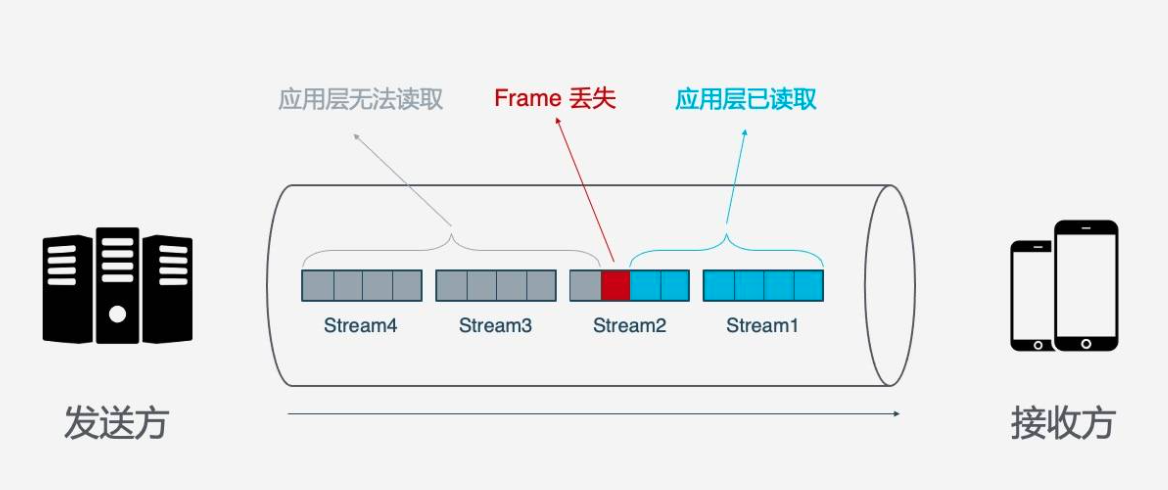 应用层无法读取
Frame 丢失
应用层已读取
Stream4
Stream3
Stream2
Stream1
发送方
接收方